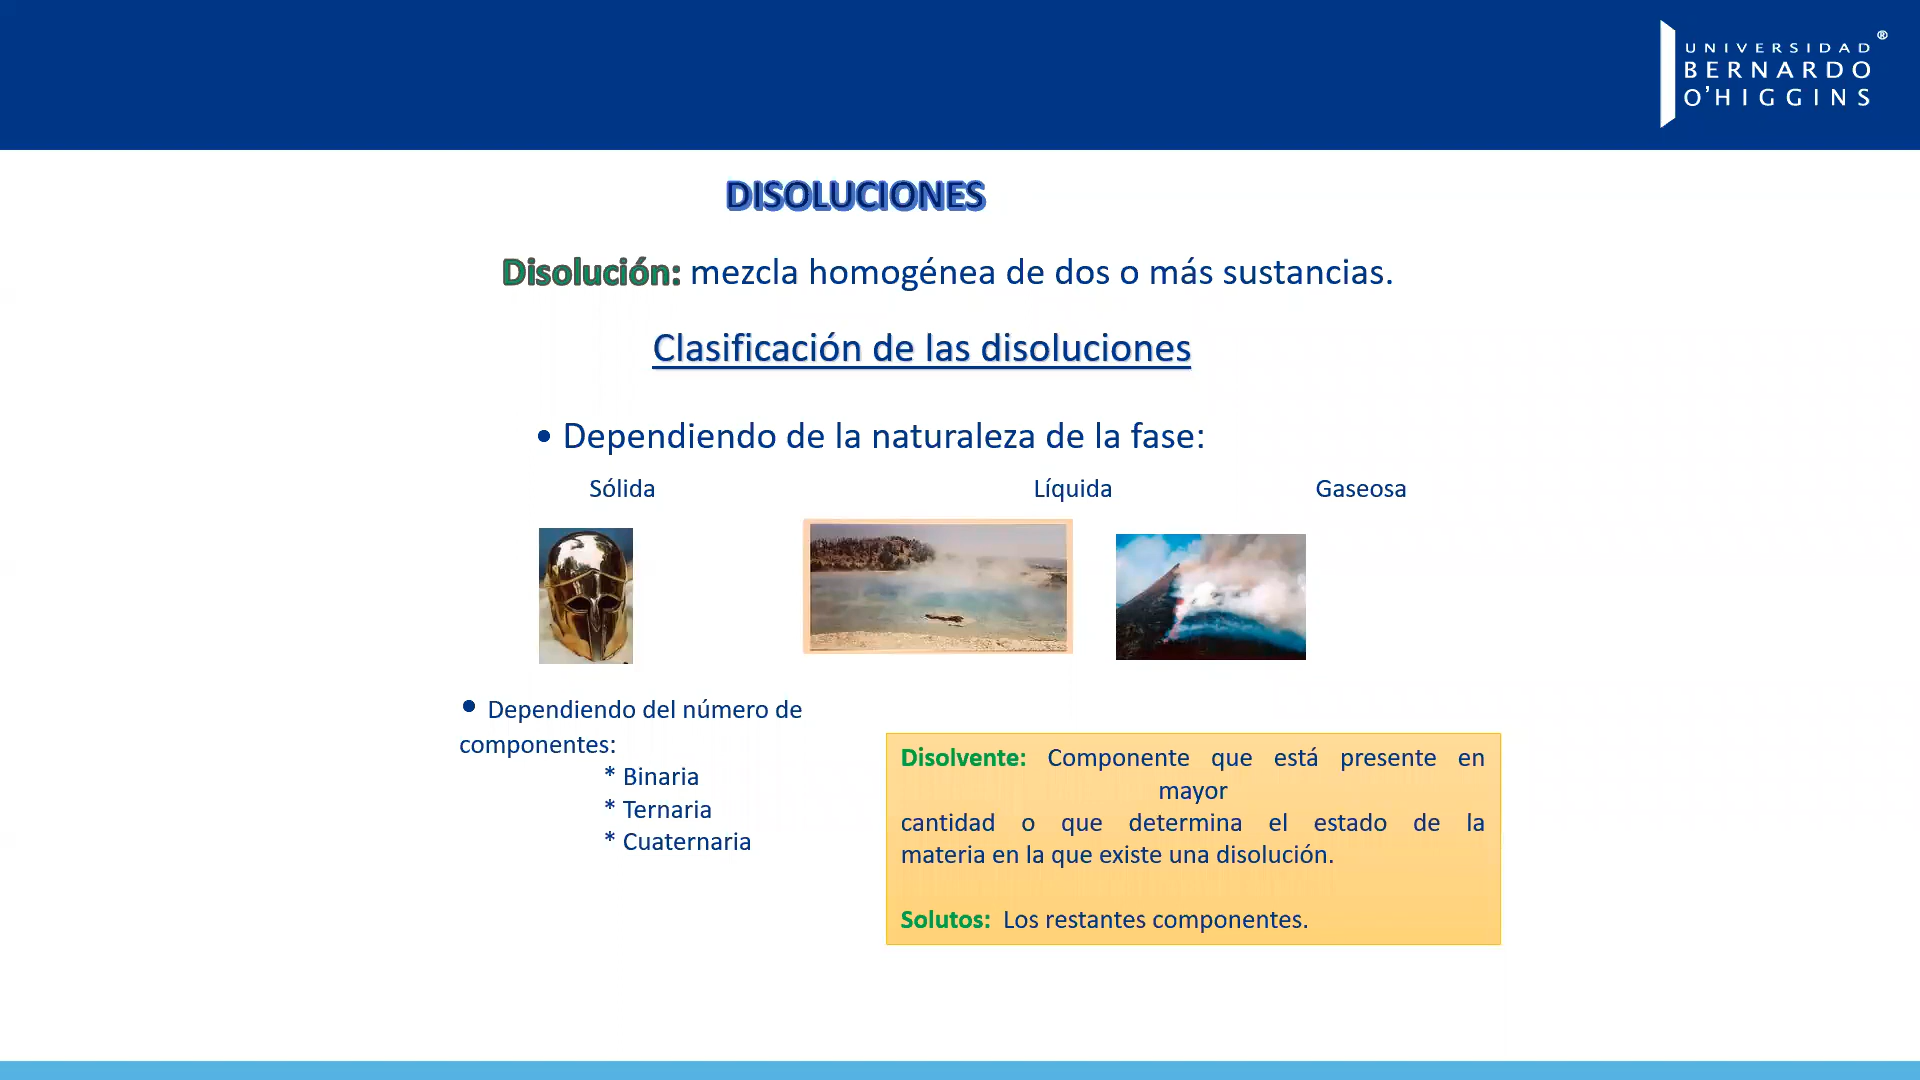 UNIVERSIDAD ®
BERNARDO
O'HIGGINS
DISOLUCIONES
Disolución: mezcla homogénea de dos o más sustancias.
Clasificación de las disoluciones
• Dependiendo de la naturaleza de la fase:
Sólida Líquida Gaseosa
• Dependiendo del número de
componentes:
* Binaria
* Ternaria
* Cuaternaria
Disolvente: Componente que está presente en
mayor
cantidad o que determina el estado de la
materia en la que existe una disolución.
Solutos: Los restantes componentes.